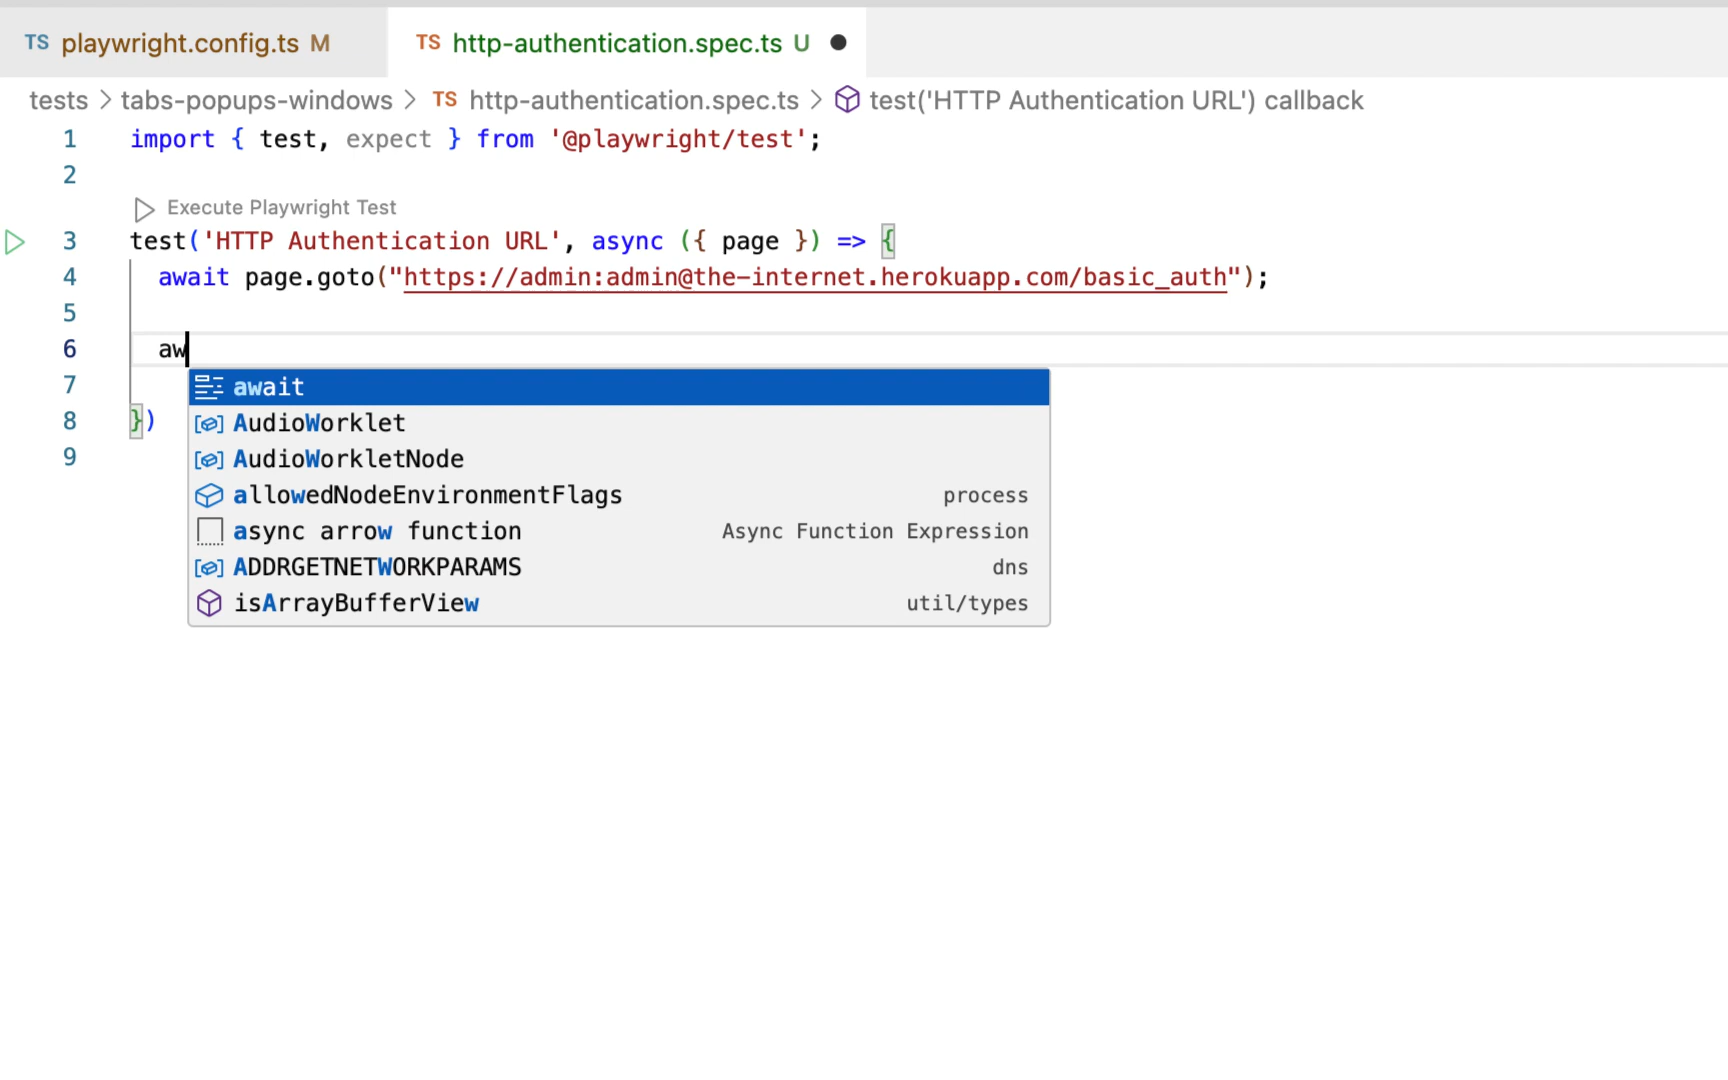 TS playwright.config.ts M TS http-authentication.spec.ts U
tests > tabs-popups-windows > TS http-authentication.spec.ts > test('HTTP Authentication URL') callback
1 import { test, expect } from '@playwright/test';
2
Execute Playwright Test
3 test('HTTP Authentication URL', async ({ page }) => {
4 await page.goto("https://admin:admin@the-internet.herokuapp.com/basic_auth");
5
6 aw
await
7
AudioWorklet
8 })
AudioWorkletNode
9
allowedNodeEnvironmentFlags process
async arrow function Async Function Expression
ADDRGETNETWORKPARAMS dns
isArrayBufferView util/types